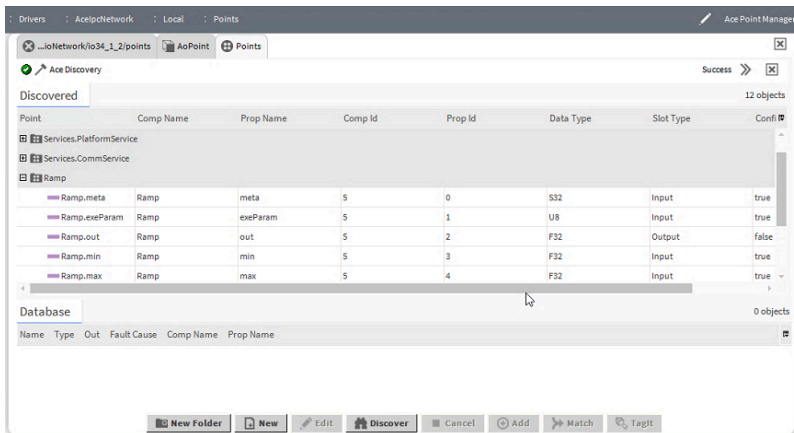 Drivers : AceIpcNetwork : Local : Points Ace Point Manage
...ioNetwork/io34_1_2/points AoPoint Points
Ace Discovery Success
Discovered 12 objects
Point Comp Name Prop Name Comp Id Prop Id Data Type Slot Type Confi
Services.PlatformService
Services.CommService
Ramp
Ramp.meta Ramp meta 5 0 S32 Input true
Ramp.exeParam Ramp exeParam 5 1 U8 Input true
Ramp.out Ramp out 5 2 F32 Output false
Ramp.min Ramp min 5 3 F32 Input true
Ramp.max Ramp max 5 4 F32 Input true
Database 0 objects
Name Type Out Fault Cause Comp Name Prop Name
New Folder New Edit Discover Cancel Add Match TagIt